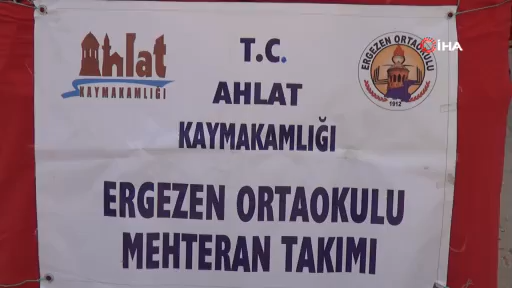 Ahlat
KAYMAKAMLIĞI
T.C.
AHLAT
KAYMAKAMLIĞI
ERGEZEN ORTAOKULU
1912
İHA
ERGEZEN ORTAOKULU
MEHTERAN TAKIMI